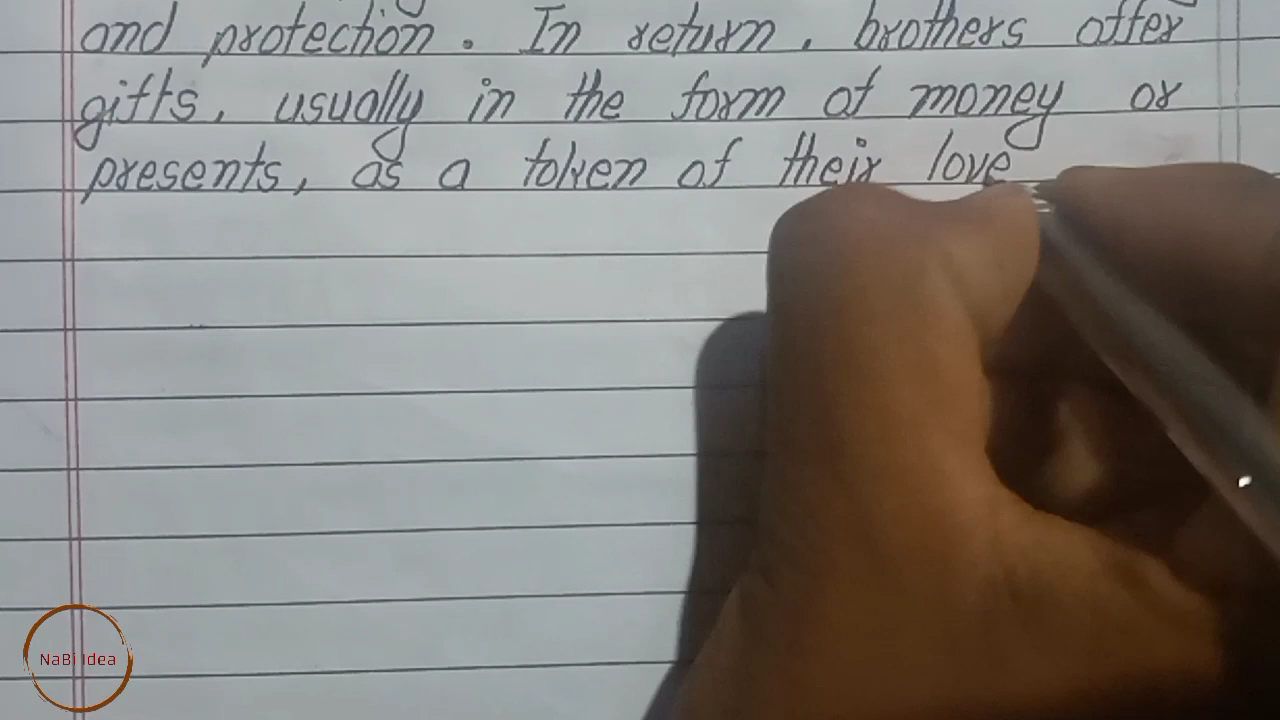 and protection. In return, brothers offer
gifts, usually in the form of money or
presents, as a token of their love
NaBi Idea